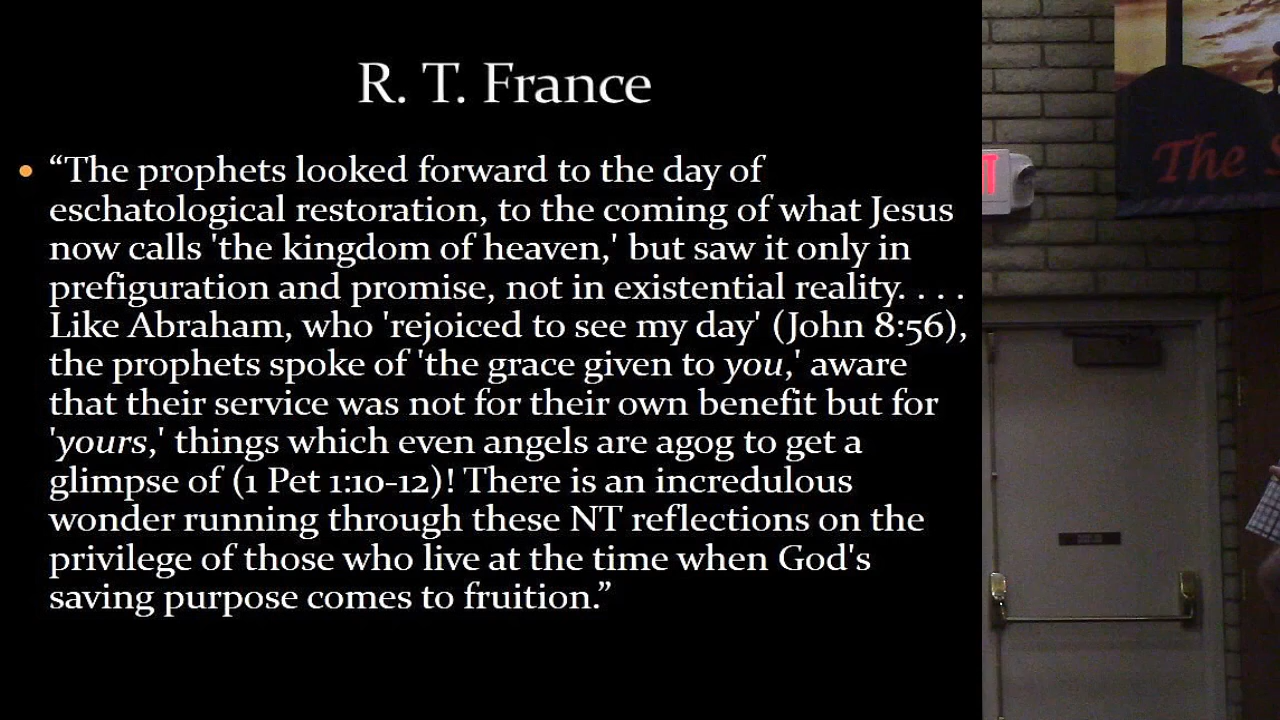 R. T. France
• “The prophets looked forward to the day of
eschatological restoration, to the coming of what Jesus
now calls 'the kingdom of heaven,' but saw it only in
prefiguration and promise, not in existential reality. . . .
Like Abraham, who 'rejoiced to see my day' (John 8:56),
the prophets spoke of 'the grace given to you,' aware
that their service was not for their own benefit but for
'yours,' things which even angels are agog to get a
glimpse of (1 Pet 1:10-12)! There is an incredulous
wonder running through these NT reflections on the
privilege of those who live at the time when God's
saving purpose comes to fruition.”
The